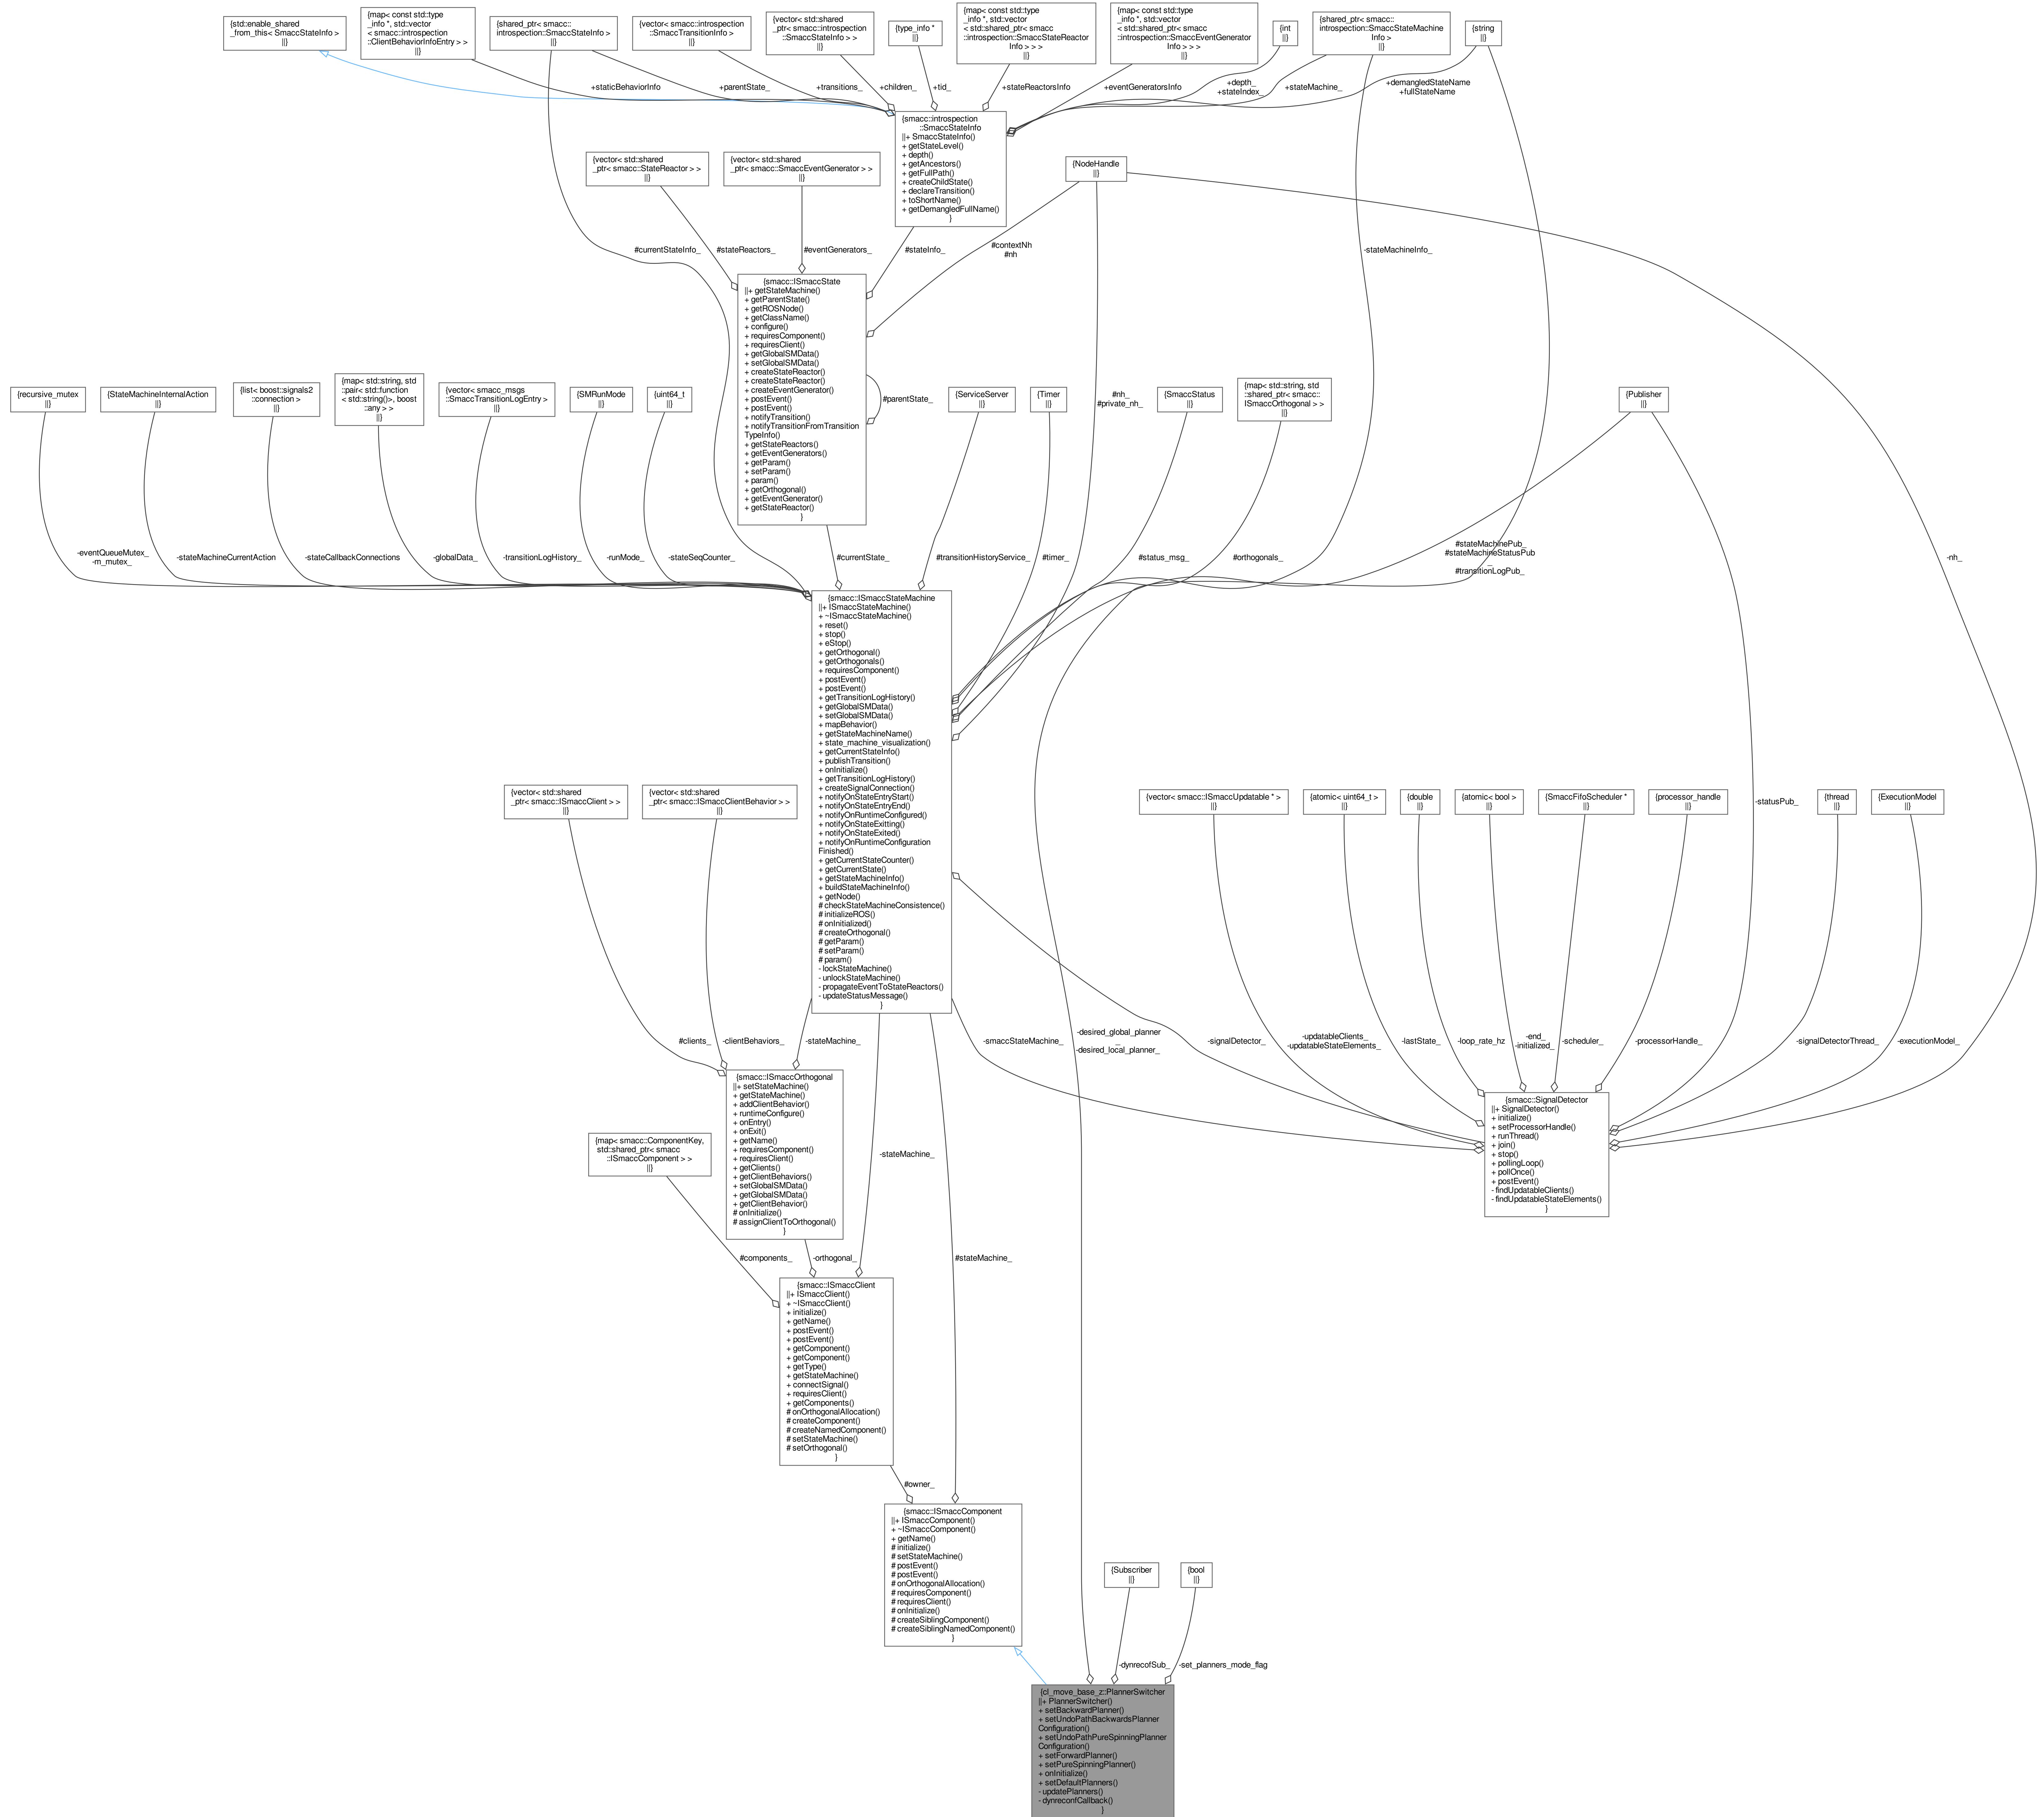 {std::enable_shared
_from_this< SmaccStateInfo >
||}
{map< const std::type
_info *, std::vector
< smacc::introspection
::ClientBehaviorInfoEntry > >
||}
{shared_ptr< smacc::
introspection::SmaccStateInfo >
||}
{vector< smacc::introspection
::SmaccTransitionInfo >
||}
{vector< std::shared
_ptr< smacc::introspection
::SmaccStateInfo > >
||}
{type_info *
||}
{map< const std::type
_info *, std::vector
< std::shared_ptr< smacc
::introspection::SmaccStateReactor
Info > > >
||}
{map< const std::type
_info *, std::vector
< std::shared_ptr< smacc
::introspection::SmaccEventGenerator
Info > > >
||}
{int
||}
{shared_ptr< smacc::
introspection::SmaccStateMachine
Info >
||}
{string
||}
+staticBehaviorInfo
+parentState_
+transitions_
+children_
+tid_
+stateReactorsInfo
+eventGeneratorsInfo
+depth_
+stateIndex_
+stateMachine_
+demangledStateName
+fullStateName
{smacc::introspection
::SmaccStateInfo
||+ SmaccStateInfo()
+ getStateLevel()
+ depth()
+ getAncestors()
+ getFullPath()
+ createChildState()
+ declareTransition()
+ toShortName()
+ getDemangledFullName()
}
{vector< std::shared
_ptr< smacc::StateReactor > >
||}
{vector< std::shared
_ptr< smacc::SmaccEventGenerator > >
||}
{NodeHandle
||}
#currentStateInfo_
#stateReactors_
#eventGenerators_
#stateInfo_
#contextNh
#nh
-stateMachineInfo_
{smacc::ISmaccState
||+ getStateMachine()
+ getParentState()
+ getROSNode()
+ getClassName()
+ configure()
+ requiresComponent()
+ requiresClient()
+ getGlobalSMData()
+ setGlobalSMData()
+ createStateReactor()
+ createStateReactor()
+ createEventGenerator()
+ postEvent()
+ postEvent()
+ notifyTransition()
+ notifyTransitionFromTransition
TypeInfo()
+ getStateReactors()
+ getEventGenerators()
+ getParam()
+ setParam()
+ param()
+ getOrthogonal()
+ getEventGenerator()
+ getStateReactor()
}
#parentState_
{recursive_mutex
||}
{StateMachineInternalAction
||}
{list< boost::signals2
::connection >
||}
{map< std::string, std
::pair< std::function
< std::string()>, boost
::any > >
||}
{vector< smacc_msgs
::SmaccTransitionLogEntry >
||}
{SMRunMode
||}
{uint64_t
||}
{ServiceServer
||}
{Timer
||}
#nh_
#private_nh_
{SmaccStatus
||}
{map< std::string, std
::shared_ptr< smacc::
ISmaccOrthogonal > >
||}
{Publisher
||}
-eventQueueMutex_
-m_mutex_
-stateMachineCurrentAction
-stateCallbackConnections
-globalData_
-transitionLogHistory_
-runMode_
-stateSeqCounter_
#currentState_
#transitionHistoryService_
#timer_
#status_msg_
#orthogonals_
#stateMachinePub_
#stateMachineStatusPub
_
#transitionLogPub_
-nh_
{smacc::ISmaccStateMachine
||+ ISmaccStateMachine()
+ ~ISmaccStateMachine()
+ reset()
+ stop()
+ eStop()
+ getOrthogonal()
+ getOrthogonals()
+ requiresComponent()
+ postEvent()
+ postEvent()
+ getTransitionLogHistory()
+ getGlobalSMData()
+ setGlobalSMData()
+ mapBehavior()
+ getStateMachineName()
+ state_machine_visualization()
+ getCurrentStateInfo()
+ publishTransition()
+ onInitialize()
+ getTransitionLogHistory()
+ createSignalConnection()
+ notifyOnStateEntryStart()
+ notifyOnStateEntryEnd()
+ notifyOnRuntimeConfigured()
+ notifyOnStateExitting()
+ notifyOnStateExited()
+ notifyOnRuntimeConfiguration
Finished()
+ getCurrentStateCounter()
+ getCurrentState()
+ getStateMachineInfo()
+ buildStateMachineInfo()
+ getNode()
# checkStateMachineConsistence()
# initializeROS()
# onInitialized()
# createOrthogonal()
# getParam()
# setParam()
# param()
- lockStateMachine()
- unlockStateMachine()
- propagateEventToStateReactors()
- updateStatusMessage()
}
{vector< std::shared
_ptr< smacc::ISmaccClient > >
||}
{vector< std::shared
_ptr< smacc::ISmaccClientBehavior > >
||}
{vector< smacc::ISmaccUpdatable * >
||}
{atomic< uint64_t >
||}
{double
||}
{atomic< bool >
||}
{SmaccFifoScheduler *
||}
{processor_handle
||}
-statusPub_
{thread
||}
{ExecutionModel
||}
#clients_
-clientBehaviors_
-stateMachine_
-smaccStateMachine_
-desired_global_planner
_
-desired_local_planner_
-signalDetector_
-updatableClients_
-updatableStateElements_
-lastState_
-loop_rate_hz
-end_
-initialized_
-scheduler_
-processorHandle_
-signalDetectorThread_
-executionModel_
{smacc::ISmaccOrthogonal
||+ setStateMachine()
+ getStateMachine()
+ addClientBehavior()
+ runtimeConfigure()
+ onEntry()
+ onExit()
+ getName()
+ requiresComponent()
+ requiresClient()
+ getClients()
+ getClientBehaviors()
+ setGlobalSMData()
+ getGlobalSMData()
+ getClientBehavior()
# onInitialize()
# assignClientToOrthogonal()
}
{smacc::SignalDetector
||+ SignalDetector()
+ initialize()
+ setProcessorHandle()
+ runThread()
+ join()
+ stop()
+ pollingLoop()
+ pollOnce()
+ postEvent()
- findUpdatableClients()
- findUpdatableStateElements()
}
{map< smacc::ComponentKey,
std::shared_ptr< smacc
::ISmaccComponent > >
||}
-stateMachine_
#components_
-orthogonal_
#stateMachine_
{smacc::ISmaccClient
||+ ISmaccClient()
+ ~ISmaccClient()
+ initialize()
+ getName()
+ postEvent()
+ postEvent()
+ getComponent()
+ getComponent()
+ getType()
+ getStateMachine()
+ connectSignal()
+ requiresClient()
+ getComponents()
# onOrthogonalAllocation()
# createComponent()
# createNamedComponent()
# setStateMachine()
# setOrthogonal()
}
#owner_
{smacc::ISmaccComponent
||+ ISmaccComponent()
+ ~ISmaccComponent()
+ getName()
# initialize()
# setStateMachine()
# postEvent()
# postEvent()
# onOrthogonalAllocation()
# requiresComponent()
# requiresClient()
# onInitialize()
# createSiblingComponent()
# createSiblingNamedComponent()
}
{Subscriber
||}
{bool
||}
-dynrecofSub_
-set_planners_mode_flag
{cl_move_base_z::PlannerSwitcher
||+ PlannerSwitcher()
+ setBackwardPlanner()
+ setUndoPathBackwardsPlanner
Configuration()
+ setUndoPathPureSpinningPlanner
Configuration()
+ setForwardPlanner()
+ setPureSpinningPlanner()
+ onInitialize()
+ setDefaultPlanners()
- updatePlanners()
- dynreconfCallback()
}